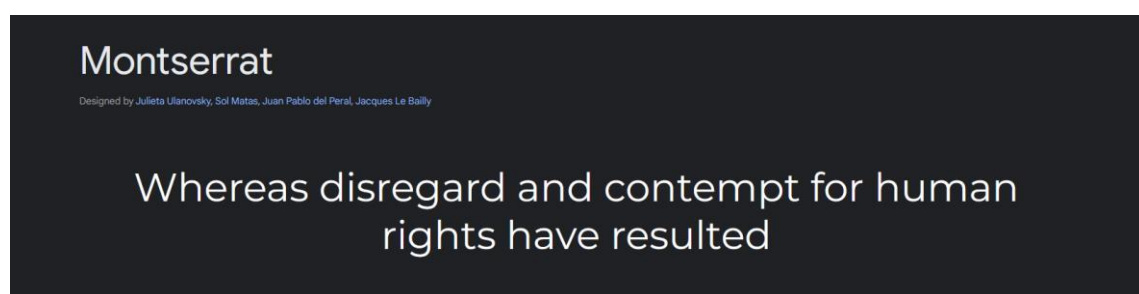 Montserrat
Designed by Julieta Ulanovsky, Sol Matas, Juan Pablo del Peral, Jacques Le Bailly
Whereas disregard and contempt for human
rights have resulted